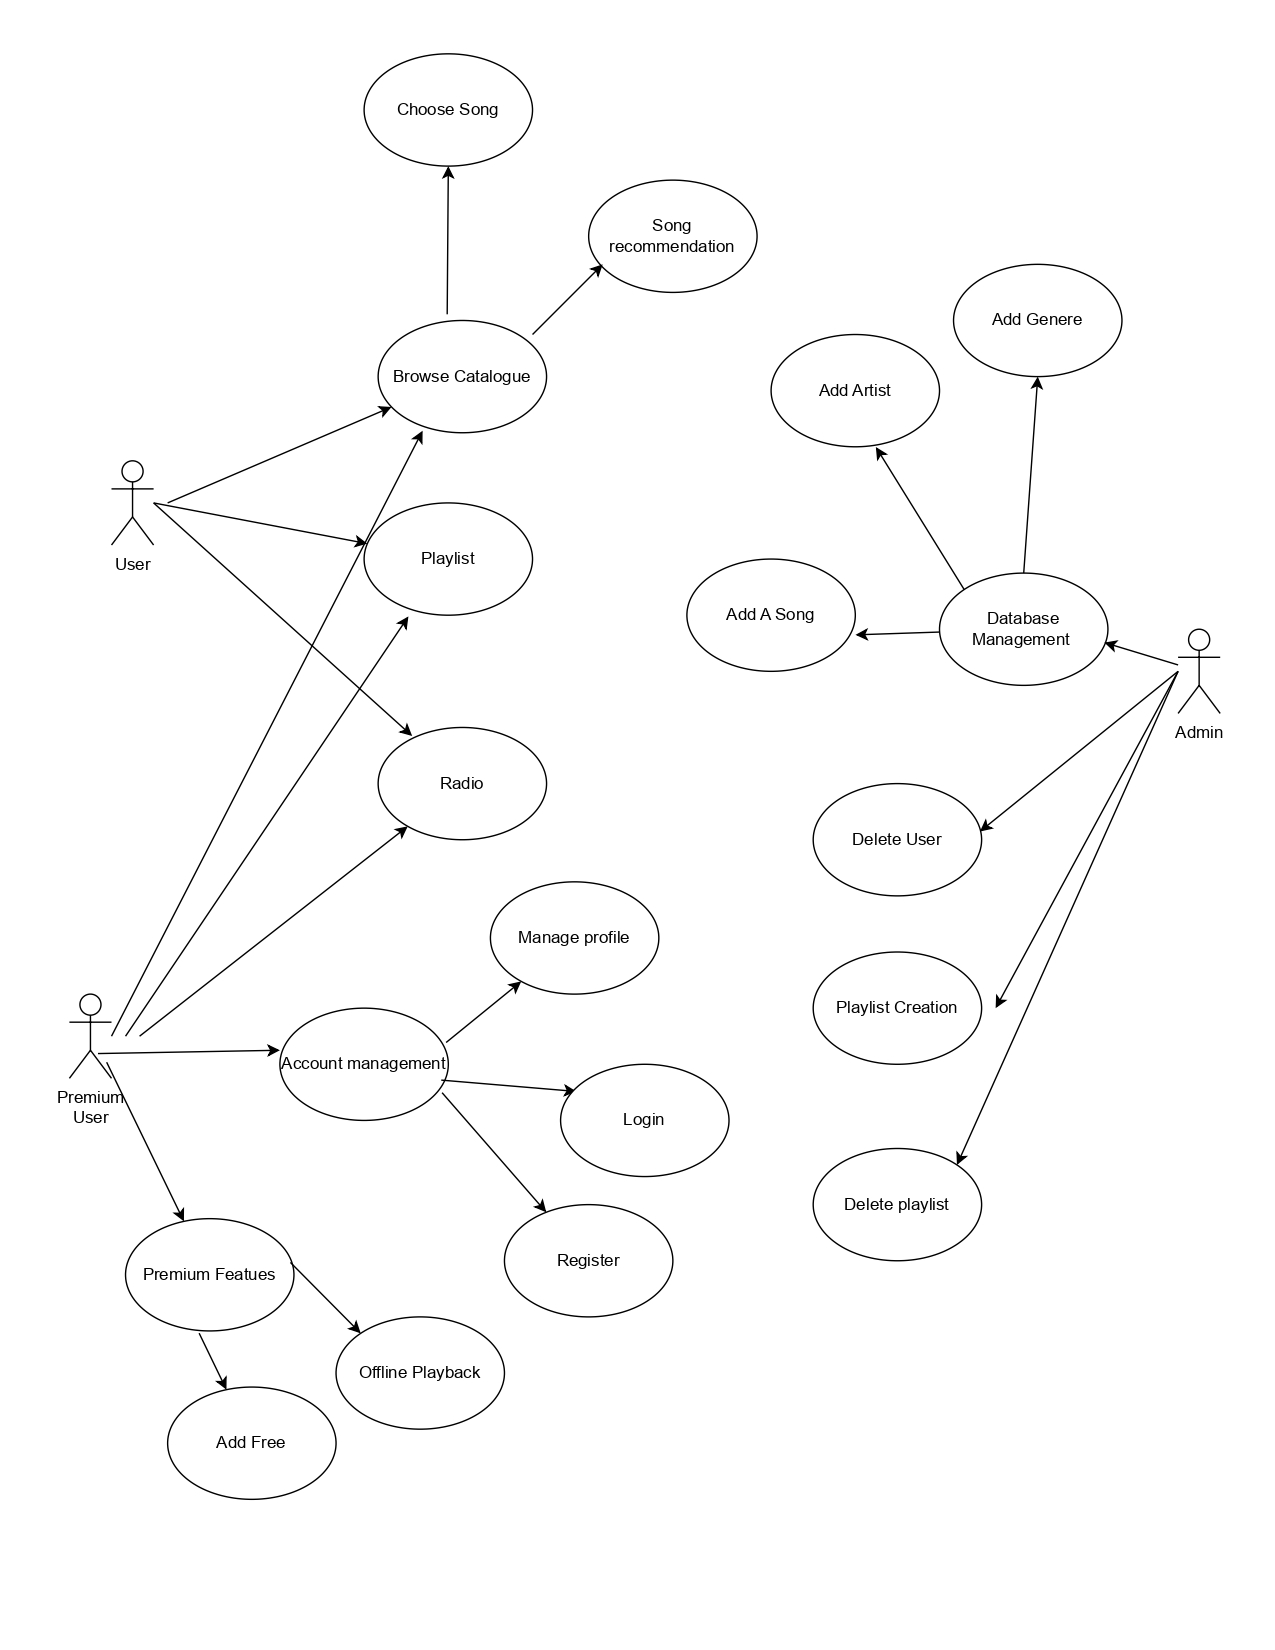 Choose Song
Song
recommendation
Add Genere
Browse Catalogue
Add Artist
Playlist
User
Add A Song
Database
Management
Admin
Radio
Delete User
Manage profile
Playlist Creation
Account management
Premium
User
Login
Delete playlist
Register
Premium Featues
Offline Playback
Add Free